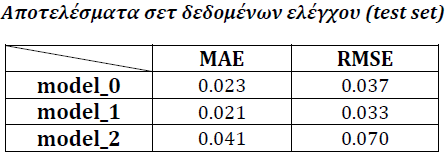 Αποτελέσματα σετ δεδομένων ελέγχου (test set)
MAE RMSE
model_0 0.023 0.037
model_1 0.021 0.033
model_2 0.041 0.070